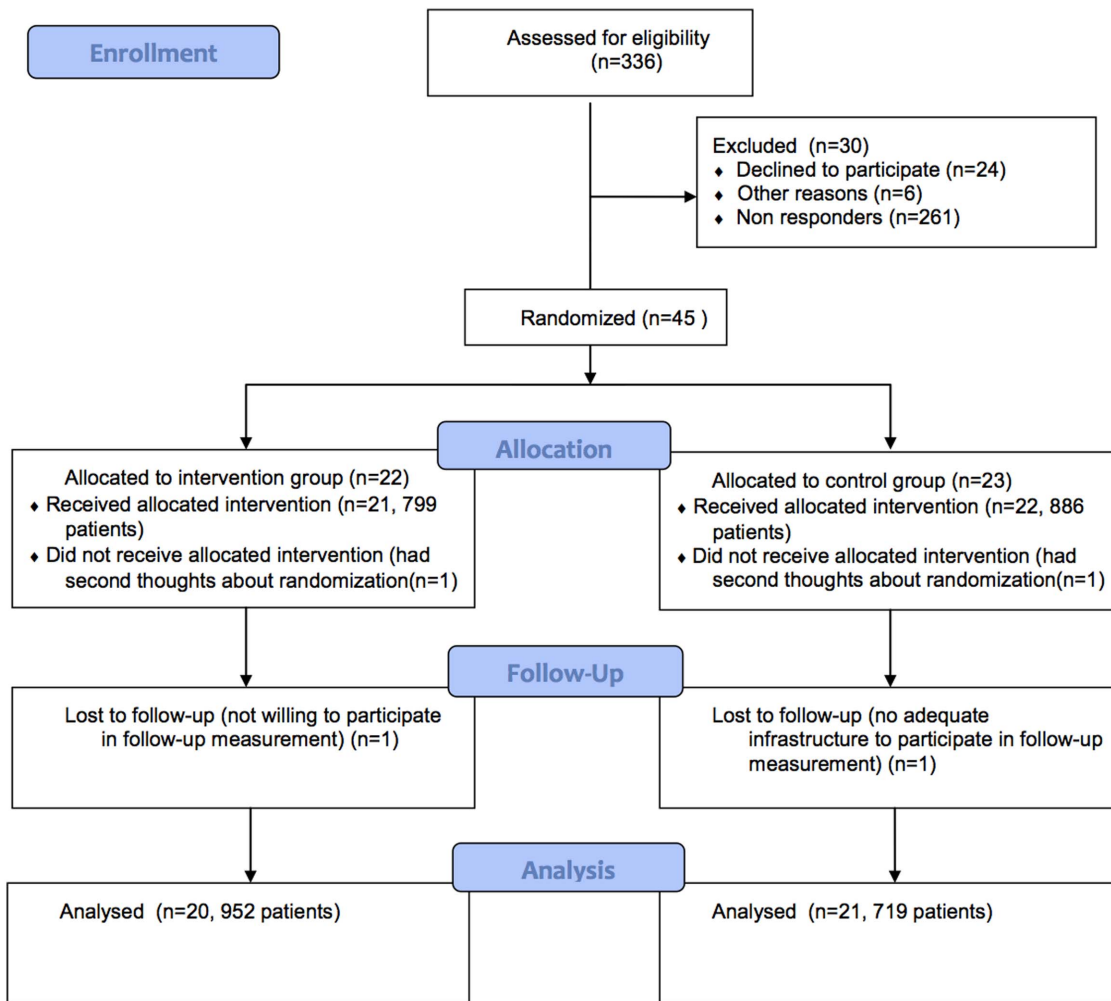 Enrollment
Assessed for eligibility
(n=336)
Excluded (n=30)
♦ Declined to participate (n=24)
♦ Other reasons (n=6)
♦ Non responders (n=261)
Randomized (n=45 )
Allocation
Allocated to intervention group (n=22)
♦ Received allocated intervention (n=21, 799
patients)
♦ Did not receive allocated intervention (had
second thoughts about randomization(n=1)
Allocated to control group (n=23)
♦ Received allocated intervention (n=22, 886
patients)
♦ Did not receive allocated intervention (had
second thoughts about randomization(n=1)
Follow-Up
Lost to follow-up (not willing to participate
in follow-up measurement) (n=1)
Lost to follow-up (no adequate
infrastructure to participate in follow-up
measurement) (n=1)
Analysis
Analysed (n=20, 952 patients)
Analysed (n=21, 719 patients)